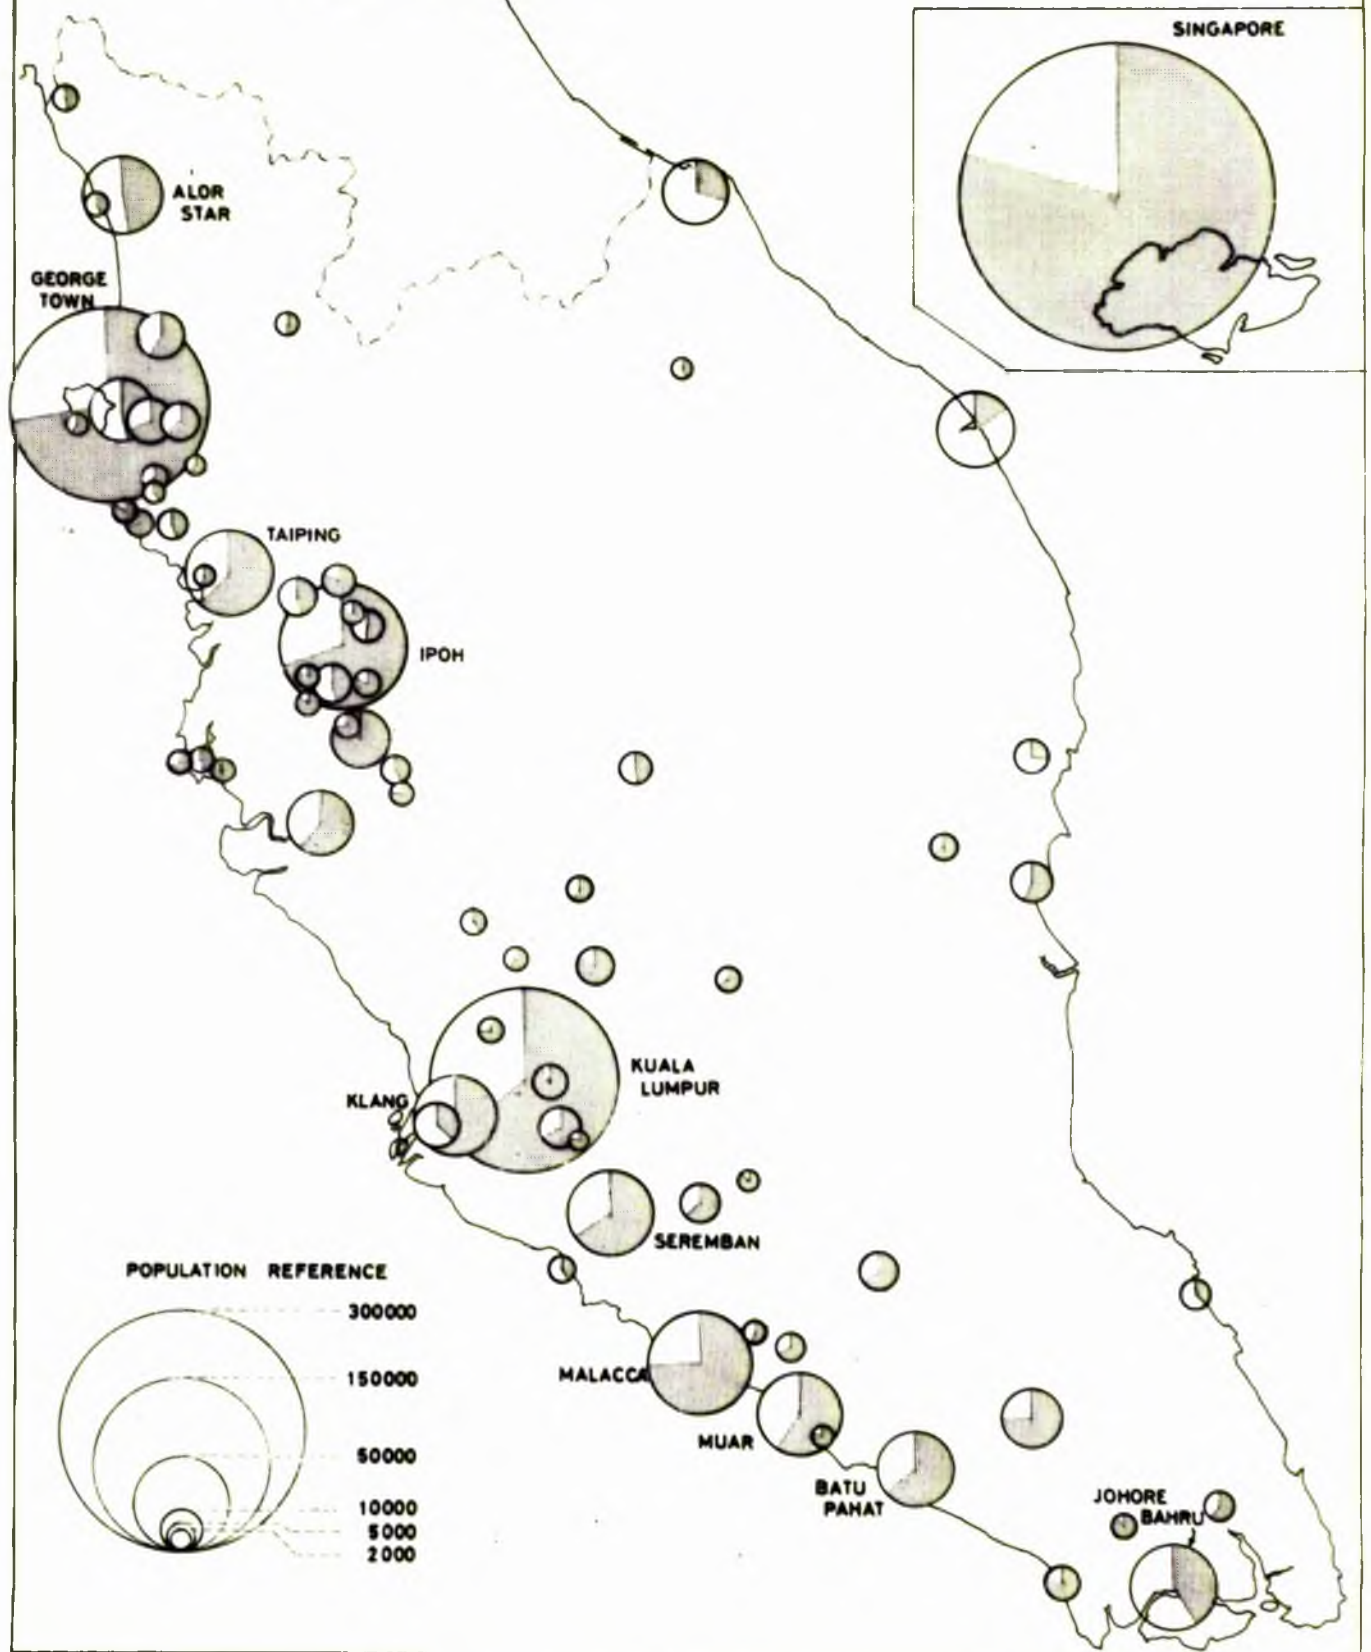 SINGAPORE
ALOR
STAR
GEORGE
TOWN
TAIPING
IPOH
KUALA
LUMPUR
KLANG
SEREMBAN
POPULATION REFERENCE
300000
150000
50000
10000
5000
2000
MALACCA
MUAR
BATU
PAHAT
JOHORE
BAHRU